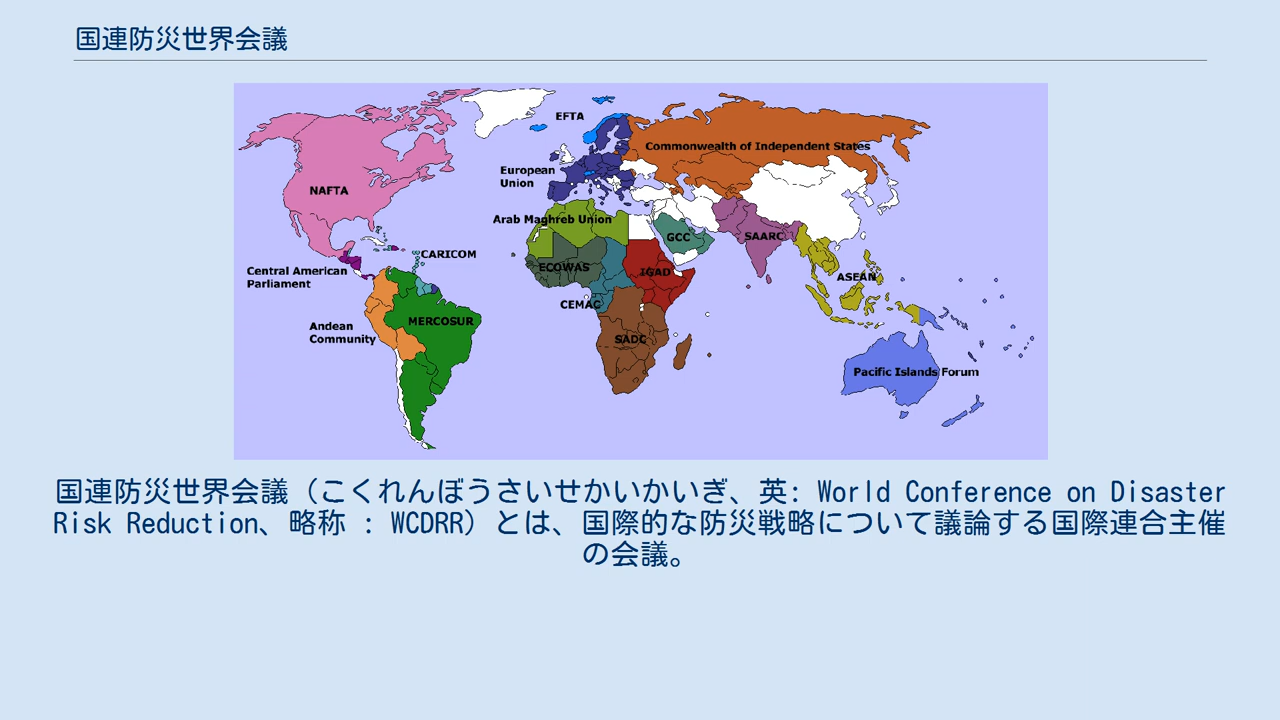 国連防災世界会議
EFTA
Commonwealth of Independent States
European
Union
NAFTA
Arab Maghreb Union
GCC
SAARC
CARICOM
ECOWAS
IGAD
Central American
Parliament
ASEAN
CEMAC
MERCOSUR
Andean
Community
SADC
Pacific Islands Forum
国連防災世界会議（こくれんぼうさいせかいかいぎ、英: World Conference on Disaster
Risk Reduction、略称 : WCDRR）とは、国際的な防災戦略について議論する国際連合主催
の会議。